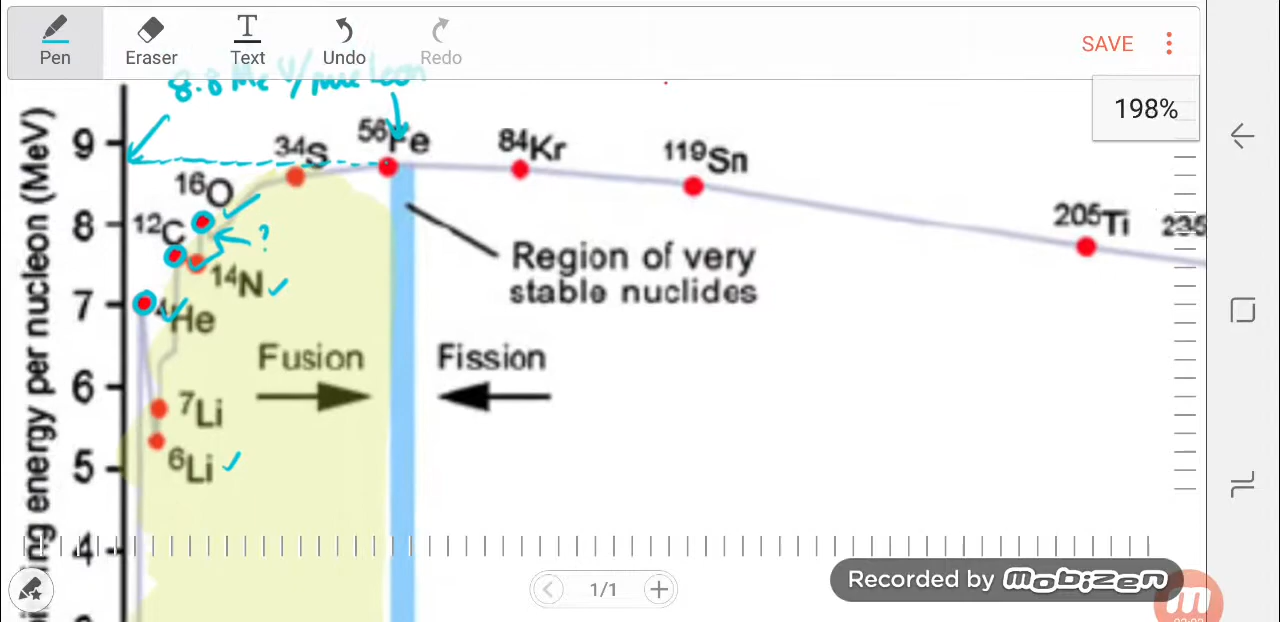 Pen
Eraser
Text
Undo
Redo
SAVE
198%
8.8 MeV/nucleon
9
8
7
6
5
4
ing energy per nucleon (MeV)
56Fe
34S
84Kr
119Sn
16O
12C
205Ti
235
?
14N
4He
Region of very
stable nuclides
Fusion
Fission
7Li
6Li
1/1
Recorded by mobizen
m